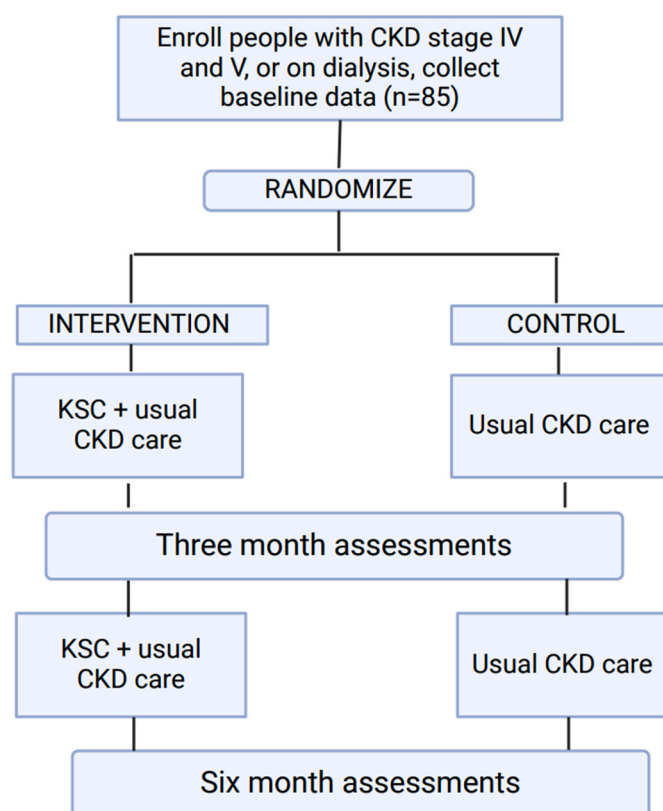 Enroll people with CKD stage IV
and V, or on dialysis, collect
baseline data (n=85)
RANDOMIZE
INTERVENTION
CONTROL
KSC + usual
CKD care
Usual CKD care
Three month assessments
KSC + usual
CKD care
Usual CKD care
Six month assessments